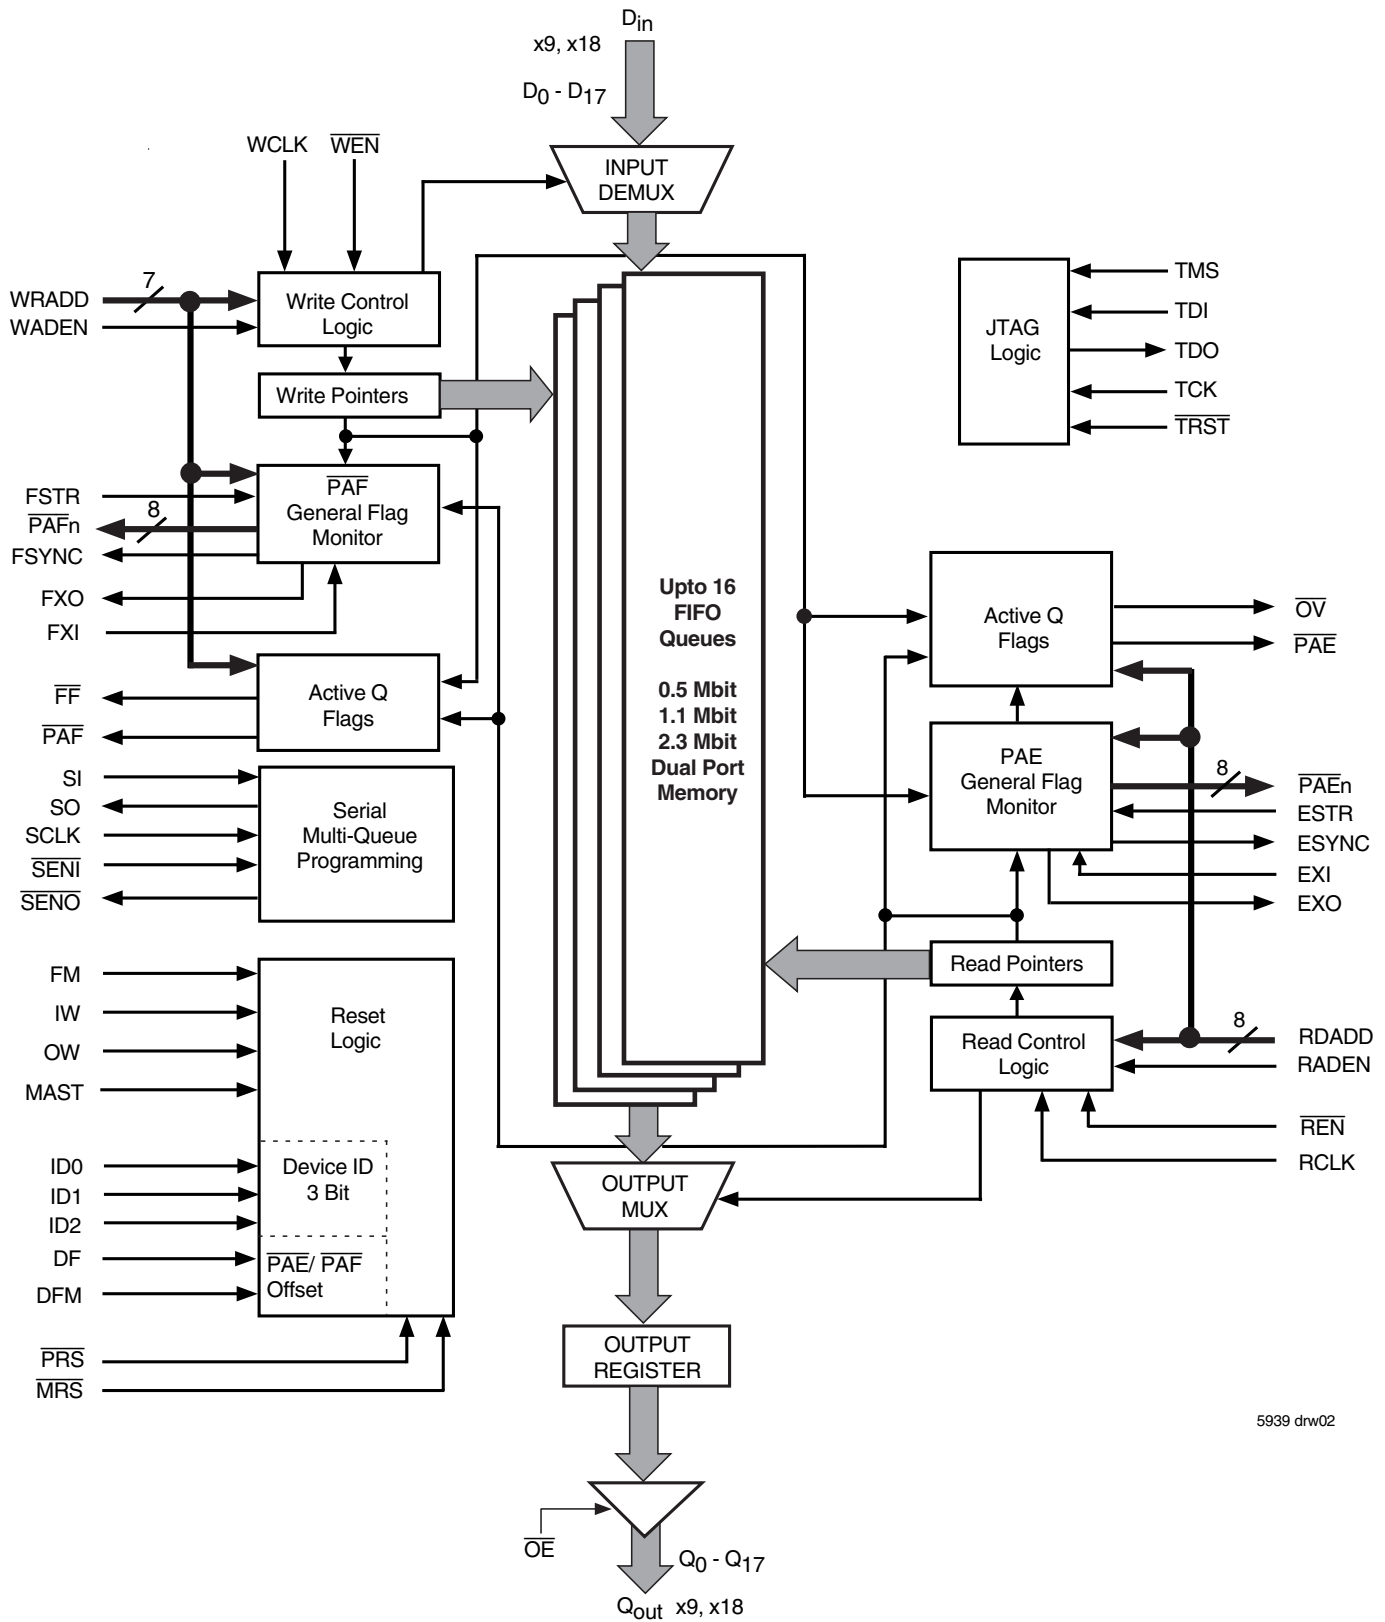 Din
x9, x18
D0 - D17
WCLK
WEN
INPUT
DEMUX
7
WRADD
WADEN
Write Control
Logic
Write Pointers
JTAG
Logic
TMS
TDI
TDO
TCK
TRST
FSTR
PAFn
8
FSYNC
FXO
FXI
PAF
General Flag
Monitor
FF
PAF
Active Q
Flags
SI
SO
SCLK
SENI
SENO
Serial
Multi-Queue
Programming
Upto 16
FIFO
Queues
0.5 Mbit
1.1 Mbit
2.3 Mbit
Dual Port
Memory
Active Q
Flags
OV
PAE
PAE
General Flag
Monitor
8
PAEn
ESTR
ESYNC
EXI
EXO
Read Pointers
Read Control
Logic
8
RDADD
RADEN
REN
RCLK
FM
IW
OW
MAST
Reset
Logic
ID0
ID1
ID2
Device ID
3 Bit
DF
DFM
PAE/ PAF
Offset
PRS
MRS
OUTPUT
MUX
OUTPUT
REGISTER
5939 drw02
OE
Q0 - Q17
Qout x9, x18